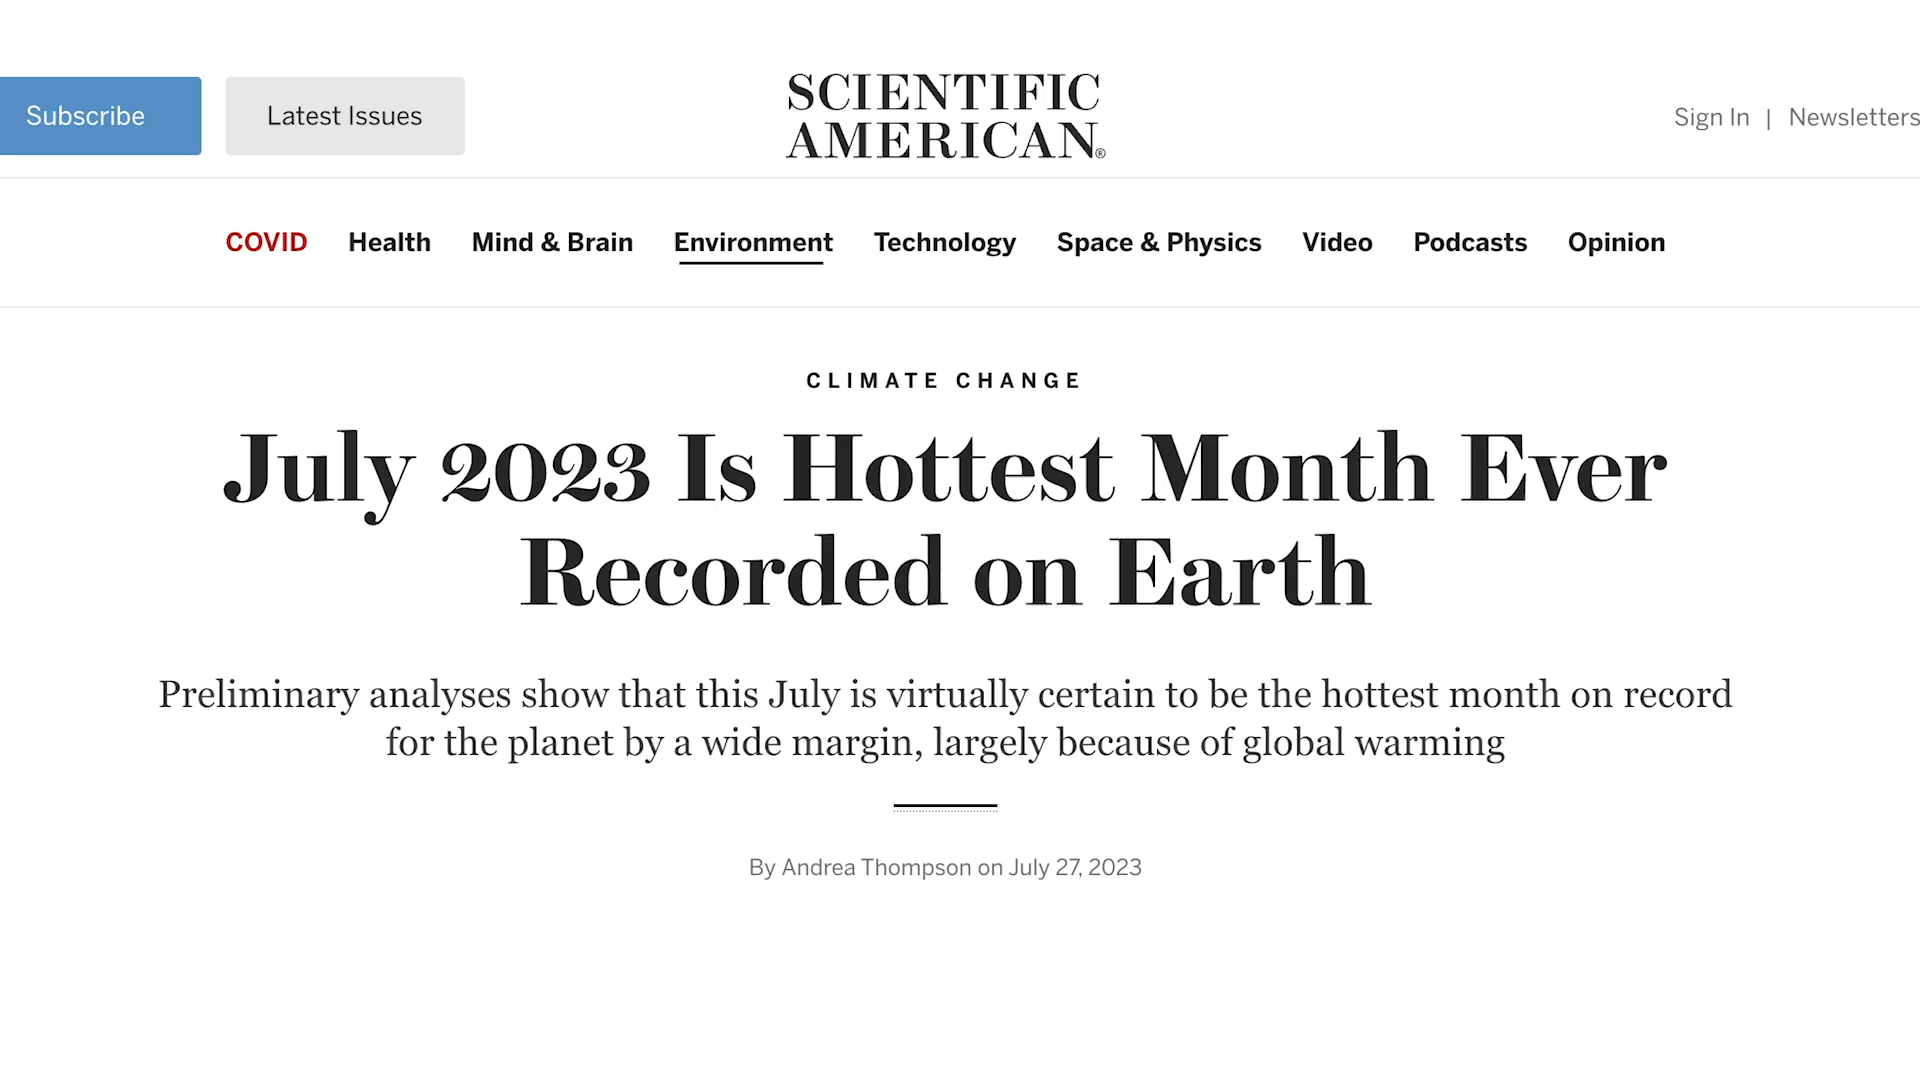 Subscribe
Latest Issues
SCIENTIFIC
AMERICAN®
Sign In | Newsletters
COVID Health Mind & Brain Environment Technology Space & Physics Video Podcasts Opinion
CLIMATE CHANGE
July 2023 Is Hottest Month Ever
Recorded on Earth
Preliminary analyses show that this July is virtually certain to be the hottest month on record
for the planet by a wide margin, largely because of global warming
By Andrea Thompson on July 27, 2023